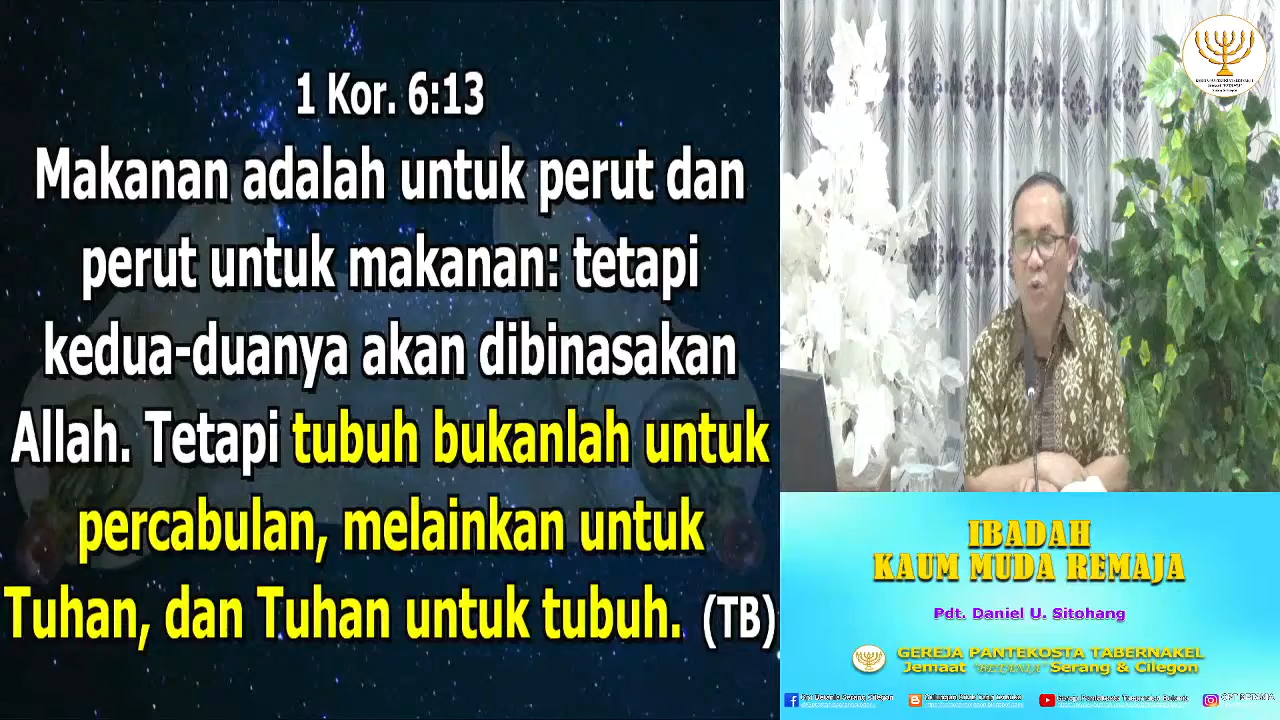 1 Kor. 6:13
Makanan adalah untuk perut dan
perut untuk makanan: tetapi
kedua-duanya akan dibinasakan
Allah. Tetapi tubuh bukanlah untuk
percabulan, melainkan untuk
Tuhan, dan Tuhan untuk tubuh. (TB)
IBADAH
KAUM MUDA REMAJA
Pdt. Daniel U. Sitohang
GEREJA PANTEKOSTA TABERNAKEL
Jemaat "BETANIA" Serang & Cilegon